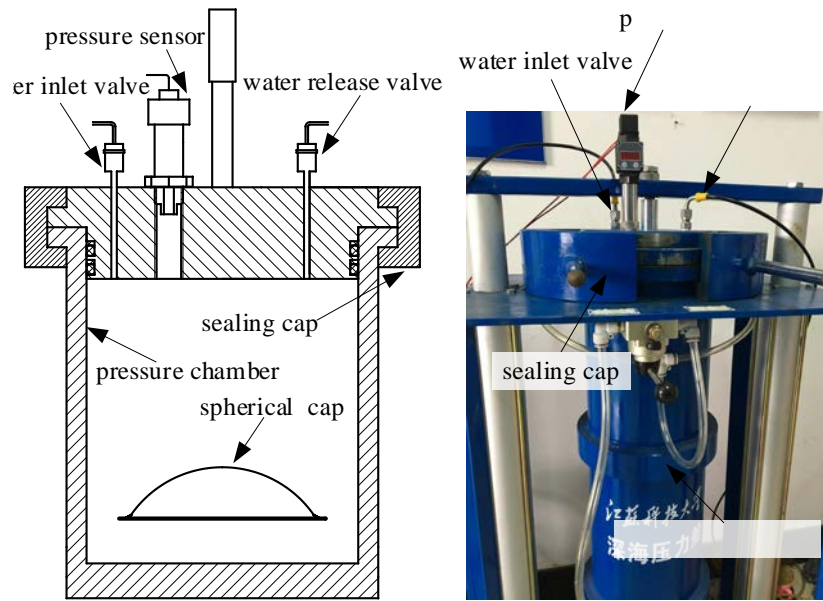 pressure sensor
er inlet valve
water release valve
sealing cap
pressure chamber
spherical cap
p
water inlet valve
sealing cap
江苏科技大学
深海压力